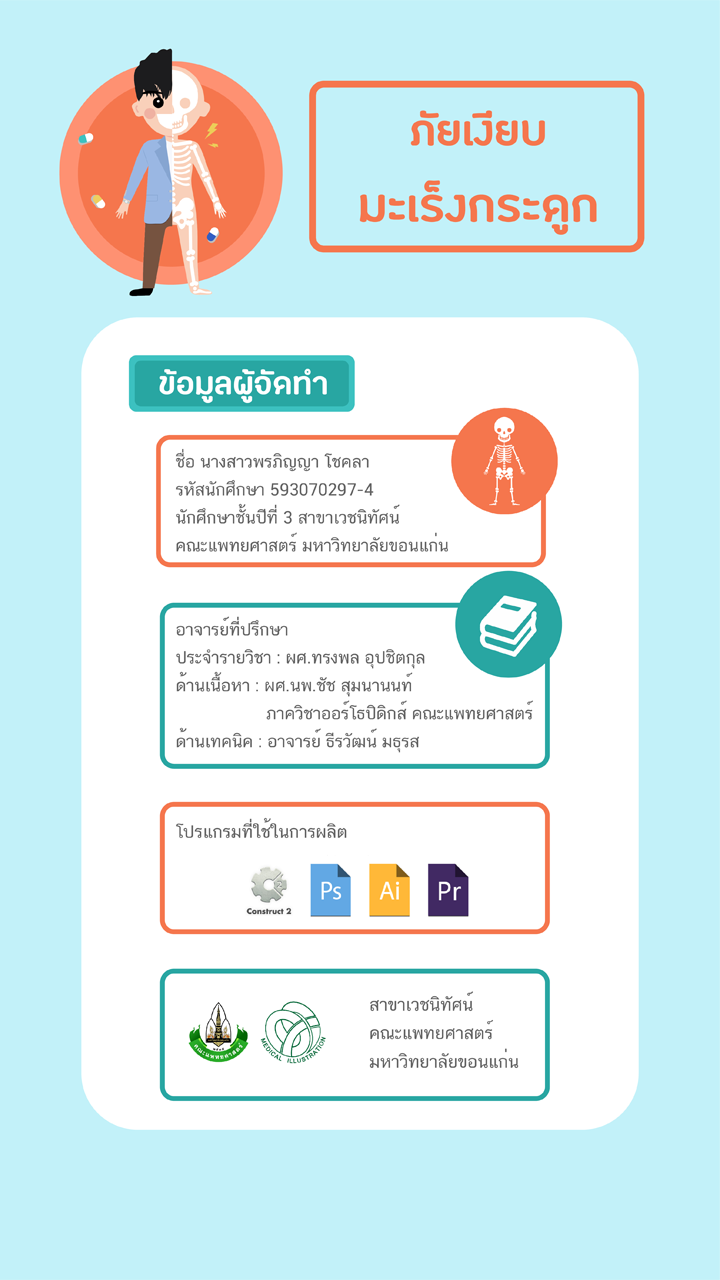 ภัยเงียบ
มะเร็งกระดูก
ข้อมูลผู้จัดทำ
ชื่อ นางสาวพรภิญญา โชคลา
รหัสนักศึกษา 593070297-4
นักศึกษาชั้นปีที่ 3 สาขาเวชนิทัศน์
คณะแพทยศาสตร์ มหาวิทยาลัยขอนแก่น
อาจารย์ที่ปรึกษา
ประจำรายวิชา : ผศ.ทรงพล อุปชิตกุล
ด้านเนื้อหา : ผศ.นพ.ชัช สุมนานนท์
ภาควิชาออร์โธปิดิกส์ คณะแพทยศาสตร์
ด้านเทคนิค : อาจารย์ ธีรวัฒน์ มธุรส
โปรแกรมที่ใช้ในการผลิต
Construct 2
Ps
Ai
Pr
คณะแพทยศาสตร์
MEDICAL ILLUSTRATION
สาขาเวชนิทัศน์
คณะแพทยศาสตร์
มหาวิทยาลัยขอนแก่น